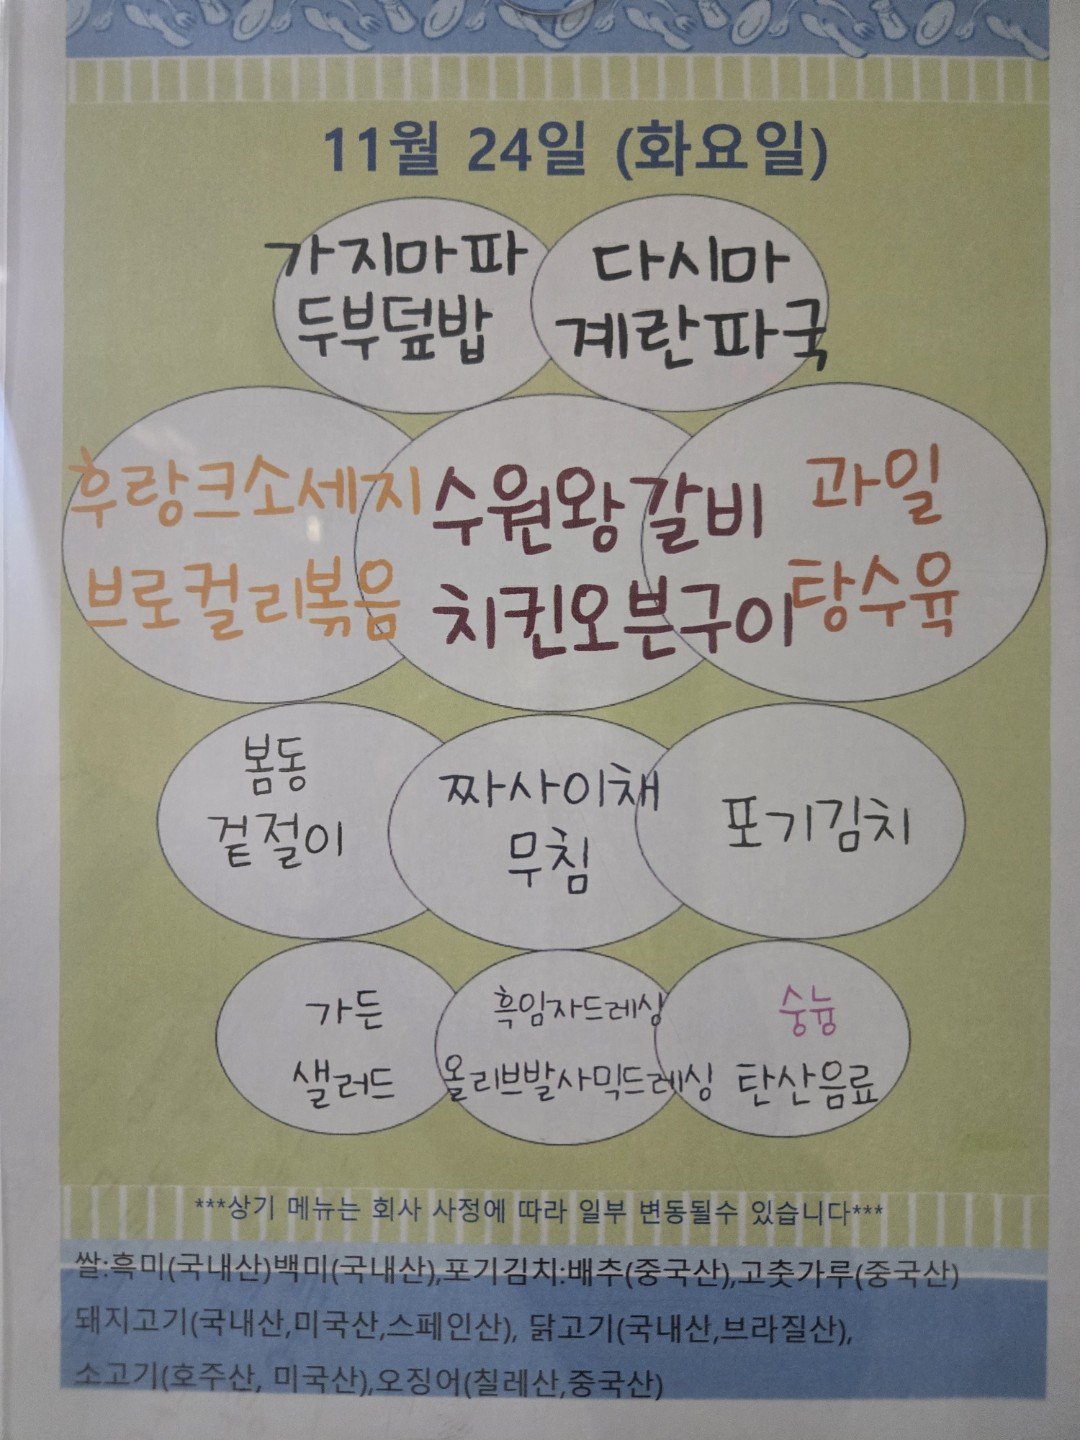 11월 24일 (화요일)
가지마파
두부덮밥
다시마
계란파국
후랑크소세지
브로컬리볶음
수원왕갈비
치킨오븐구이
과일
탕수육
봄동
겉절이
짜사이채
무침
포기김치
가든
샐러드
흑임자드레싱
올리브발사믹드레싱
숭늉
탄산음료
***상기 메뉴는 회사 사정에 따라 일부 변동될수 있습니다***
쌀:흑미(국내산)백미(국내산),포기김치:배추(중국산),고춧가루(중국산)
돼지고기(국내산,미국산,스페인산), 닭고기(국내산,브라질산),
소고기(호주산, 미국산),오징어(칠레산,중국산)